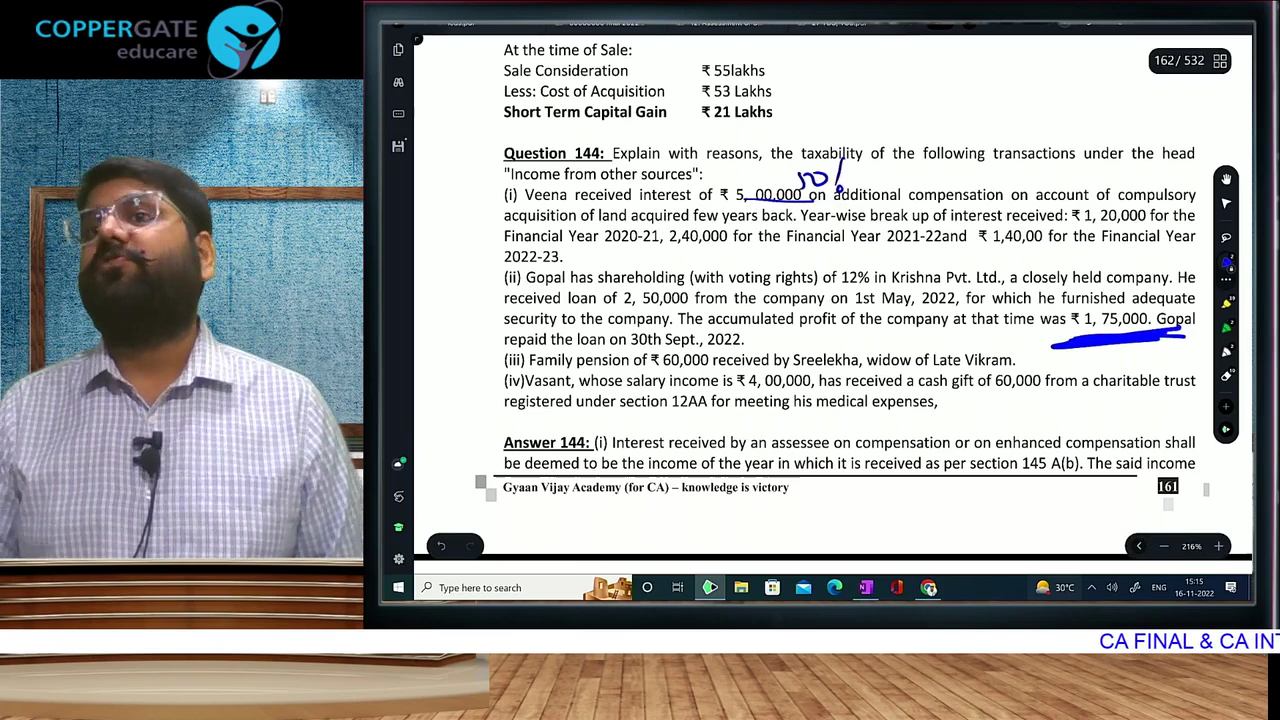 COPPERGATE
educare
162 / 532
At the time of Sale:
Sale Consideration ₹ 55lakhs
Less: Cost of Acquisition ₹ 53 Lakhs
Short Term Capital Gain ₹ 21 Lakhs
Question 144: Explain with reasons, the taxability of the following transactions under the head
"Income from other sources":
(i) Veena received interest of ₹ 5, 00,000 on additional compensation on account of compulsory
acquisition of land acquired few years back. Year-wise break up of interest received: ₹ 1, 20,000 for the
Financial Year 2020-21, 2,40,000 for the Financial Year 2021-22and ₹ 1,40,00 for the Financial Year
2022-23.
(ii) Gopal has shareholding (with voting rights) of 12% in Krishna Pvt. Ltd., a closely held company. He
received loan of 2, 50,000 from the company on 1st May, 2022, for which he furnished adequate
security to the company. The accumulated profit of the company at that time was ₹ 1, 75,000. Gopal
repaid the loan on 30th Sept., 2022.
(iii) Family pension of ₹ 60,000 received by Sreelekha, widow of Late Vikram.
(iv)Vasant, whose salary income is ₹ 4, 00,000, has received a cash gift of 60,000 from a charitable trust
registered under section 12AA for meeting his medical expenses,
Answer 144: (i) Interest received by an assessee on compensation or on enhanced compensation shall
be deemed to be the income of the year in which it is received as per section 145 A(b). The said income
Gyaan Vijay Academy (for CA) – knowledge is victory 161
216%
Type here to search
30°C
ENG
15:15
16-11-2022
CA FINAL & CA INT